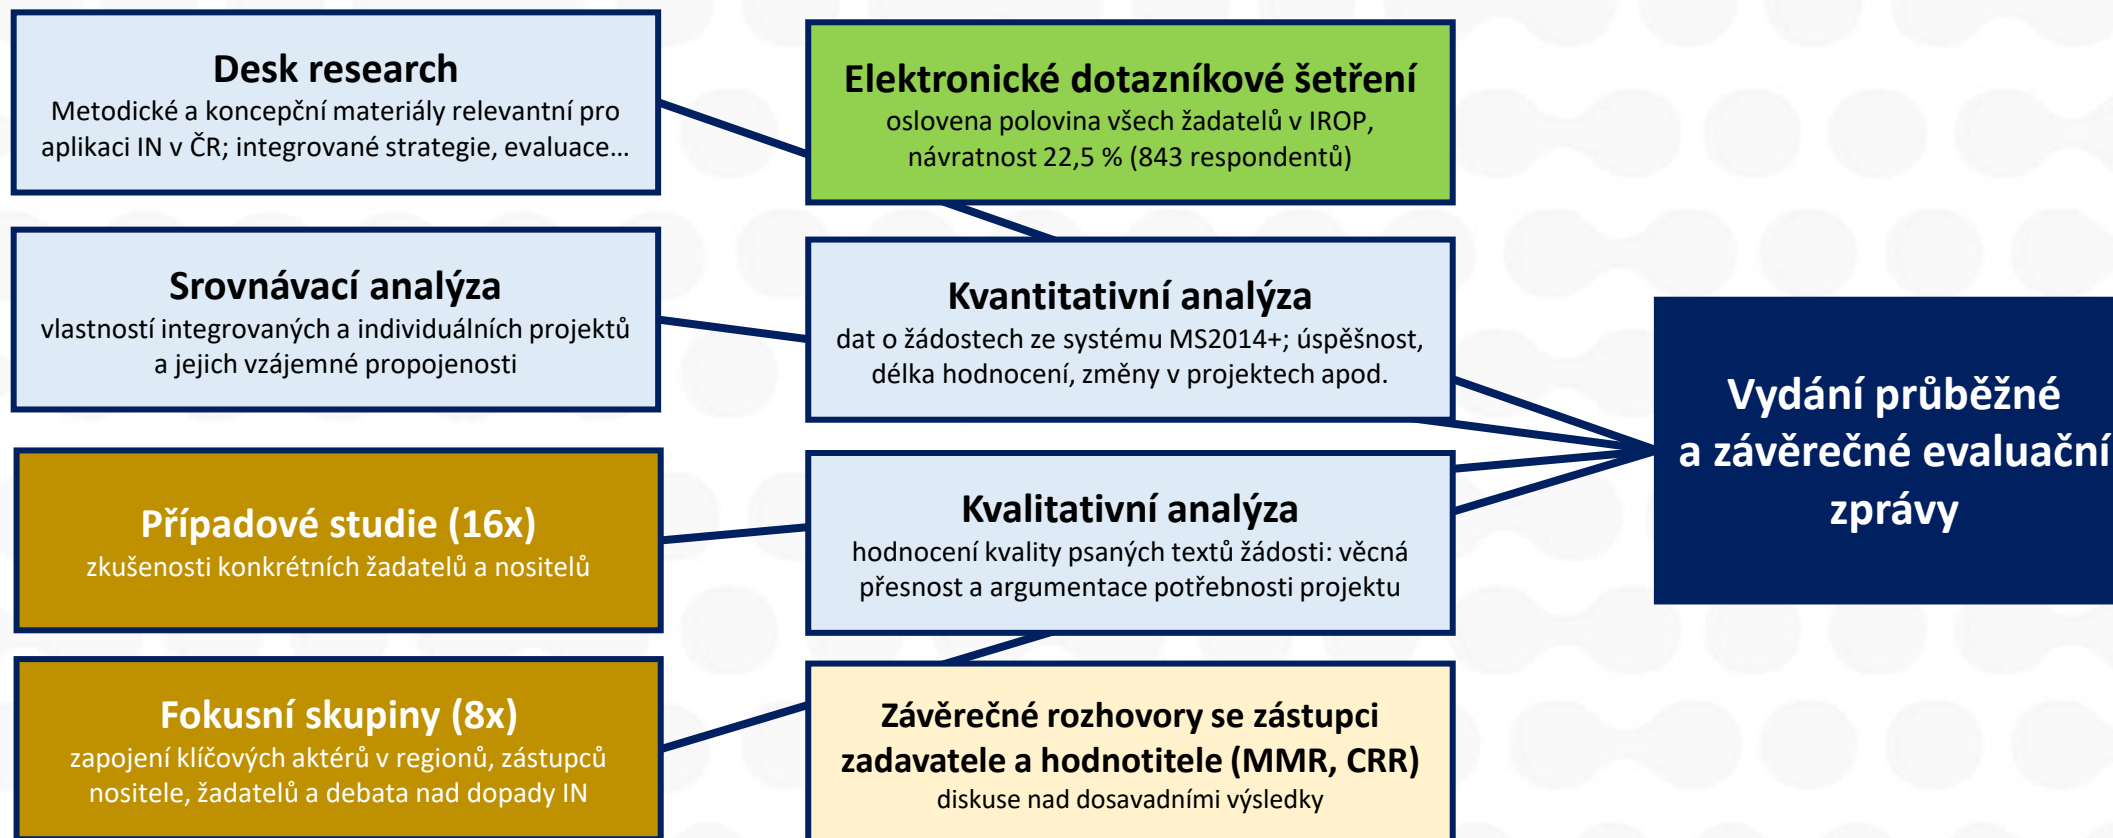 Desk research
Metodické a koncepční materiály relevantní pro
aplikaci IN v ČR; integrované strategie, evaluace…
Elektronické dotazníkové šetření
oslovena polovina všech žadatelů v IROP,
návratnost 22,5 % (843 respondentů)
Srovnávací analýza
vlastností integrovaných a individuálních projektů
a jejich vzájemné propojenosti
Kvantitativní analýza
dat o žádostech ze systému MS2014+; úspěšnost,
délka hodnocení, změny v projektech apod.
Případové studie (16x)
zkušenosti konkrétních žadatelů a nositelů
Kvalitativní analýza
hodnocení kvality psaných textů žádosti: věcná
přesnost a argumentace potřebnosti projektu
Fokusní skupiny (8x)
zapojení klíčových aktérů v regionů, zástupců
nositele, žadatelů a debata nad dopady IN
Závěrečné rozhovory se zástupci
zadavatele a hodnotitele (MMR, CRR)
diskuse nad dosavadními výsledky
Vydání průběžné
a závěrečné evaluační
zprávy